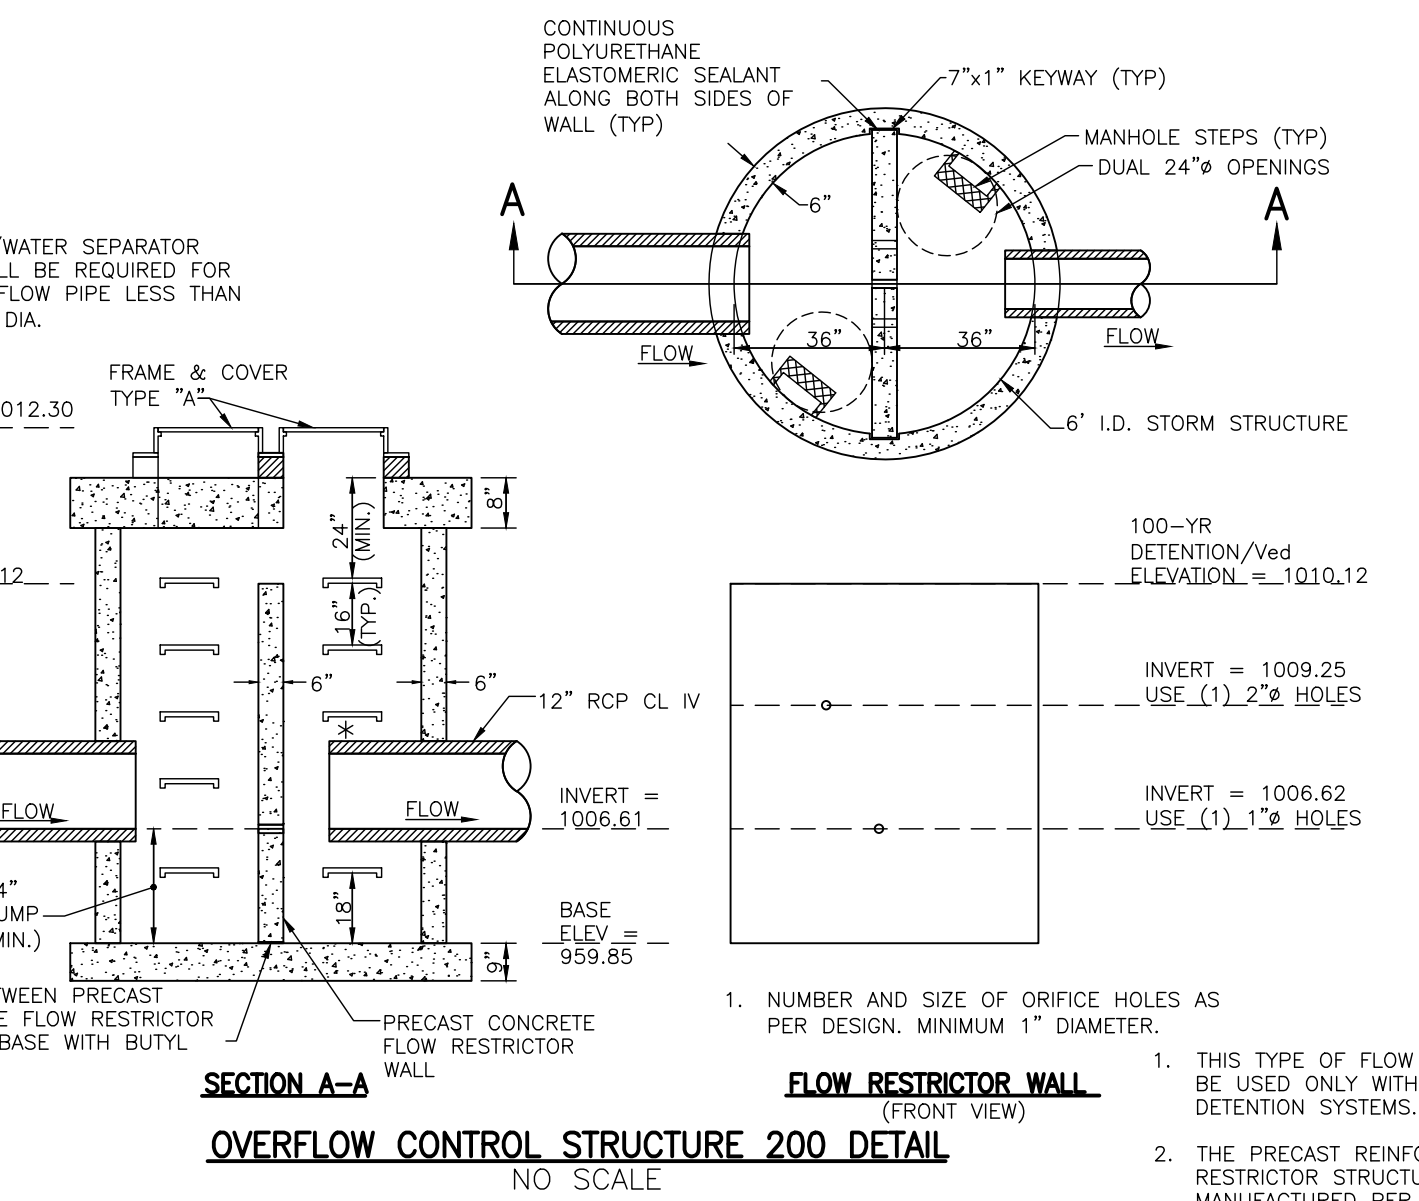 CONTINUOUS
POLYURETHANE
ELASTOMERIC SEALANT
ALONG BOTH SIDES OF
WALL (TYP)
7"x1" KEYWAY (TYP)
MANHOLE STEPS (TYP)
DUAL 24"ø OPENINGS
A
A
6"
36"
36"
FLOW
FLOW
6' I.D. STORM STRUCTURE
/WATER SEPARATOR
LL BE REQUIRED FOR
FLOW PIPE LESS THAN
DIA.
FRAME & COVER
TYPE "A"
012.30
8"
24"
(MIN.)
12
16"
(TYP.)
6"
6"
12" RCP CL IV
*
FLOW
FLOW
INVERT =
1006.61
4"
UMP
MIN.)
18"
BASE
ELEV =
959.85
9"
TWEEN PRECAST
E FLOW RESTRICTOR
BASE WITH BUTYL
PRECAST CONCRETE
FLOW RESTRICTOR
WALL
SECTION A-A
100-YR
DETENTION/Ved
ELEVATION = 1010.12
INVERT = 1009.25
USE (1) 2"ø HOLES
INVERT = 1006.62
USE (1) 1"ø HOLES
1. NUMBER AND SIZE OF ORIFICE HOLES AS
PER DESIGN. MINIMUM 1" DIAMETER.
FLOW RESTRICTOR WALL
(FRONT VIEW)
OVERFLOW CONTROL STRUCTURE 200 DETAIL
NO SCALE
1. THIS TYPE OF FLOW
BE USED ONLY WITH
DETENTION SYSTEMS.
2. THE PRECAST REINFO
RESTRICTOR STRUCTU
MANUFACTURED PER